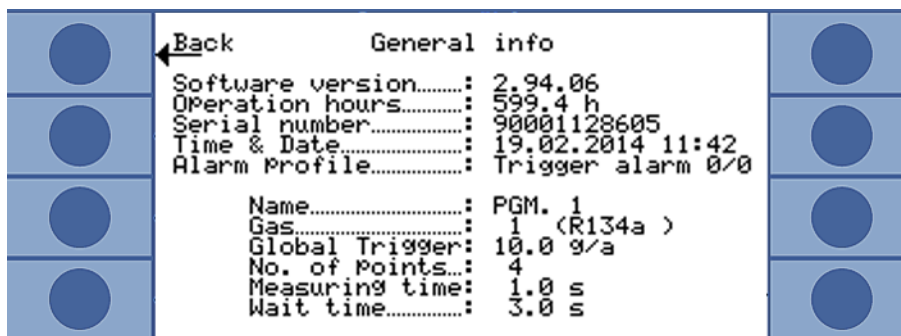 Back General info
Software version........: 2.94.06
Operation hours.........: 599.4 h
Serial number...........: 90001128605
Time & Date.............: 19.02.2014 11:42
Alarm Profile...........: Trigger alarm 0/0
Name....................: PGM. 1
Gas.....................: 1 (R134a )
Global Trigger: 10.0 g/a
No. of points...: 4
Measuring time: 1.0 s
Wait time..............: 3.0 s